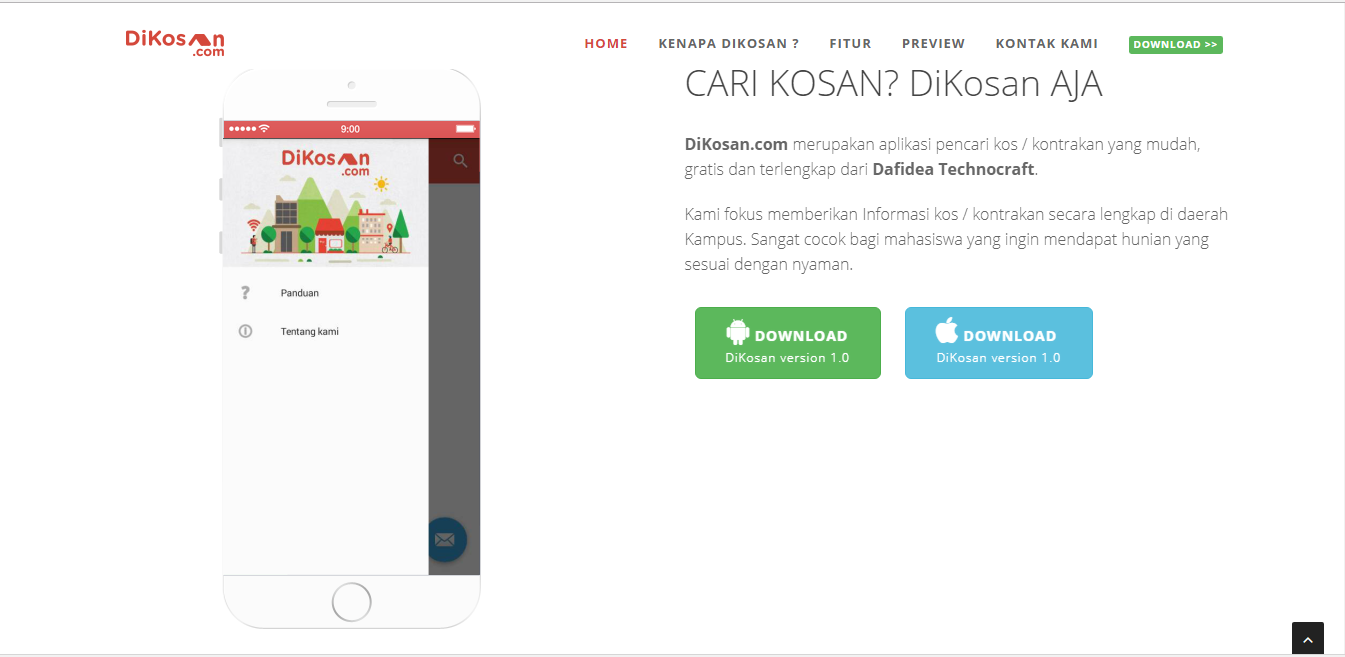 DiKosan
.com
HOME
KENAPA DIKOSAN ?
FITUR
PREVIEW
KONTAK KAMI
DOWNLOAD >>
9:00
DiKosan
.com
Panduan
Tentang kami
CARI KOSAN? DiKosan AJA
DiKosan.com merupakan aplikasi pencari kos / kontrakan yang mudah,
gratis dan terlengkap dari Dafidea Technocraft.
Kami fokus memberikan Informasi kos / kontrakan secara lengkap di daerah
Kampus. Sangat cocok bagi mahasiswa yang ingin mendapat hunian yang
sesuai dengan nyaman.
DOWNLOAD
DiKosan version 1.0
DOWNLOAD
DiKosan version 1.0